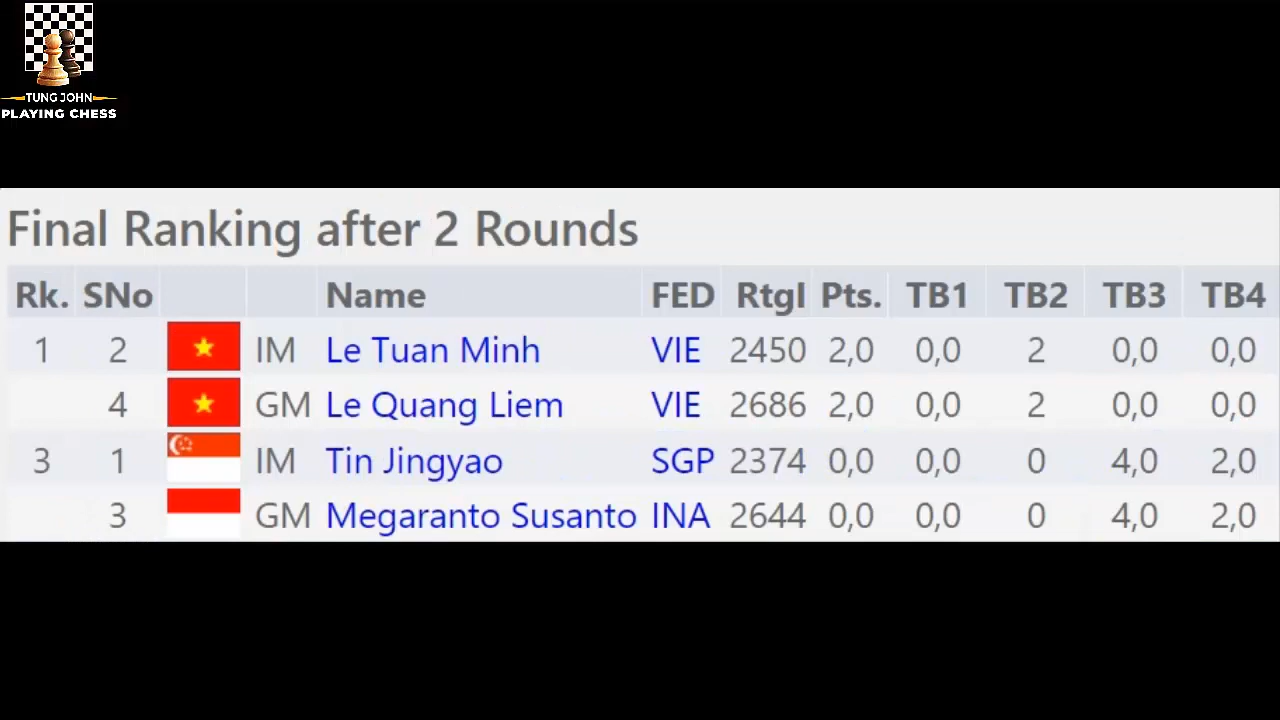 TUNG JOHN
PLAYING CHESS
Final Ranking after 2 Rounds
Rk. SNo Name FED RtgI Pts. TB1 TB2 TB3 TB4
1 2 IM Le Tuan Minh VIE 2450 2,0 0,0 2 0,0 0,0
4 GM Le Quang Liem VIE 2686 2,0 0,0 2 0,0 0,0
3 1 IM Tin Jingyao SGP 2374 0,0 0,0 0 4,0 2,0
3 GM Megaranto Susanto INA 2644 0,0 0,0 0 4,0 2,0